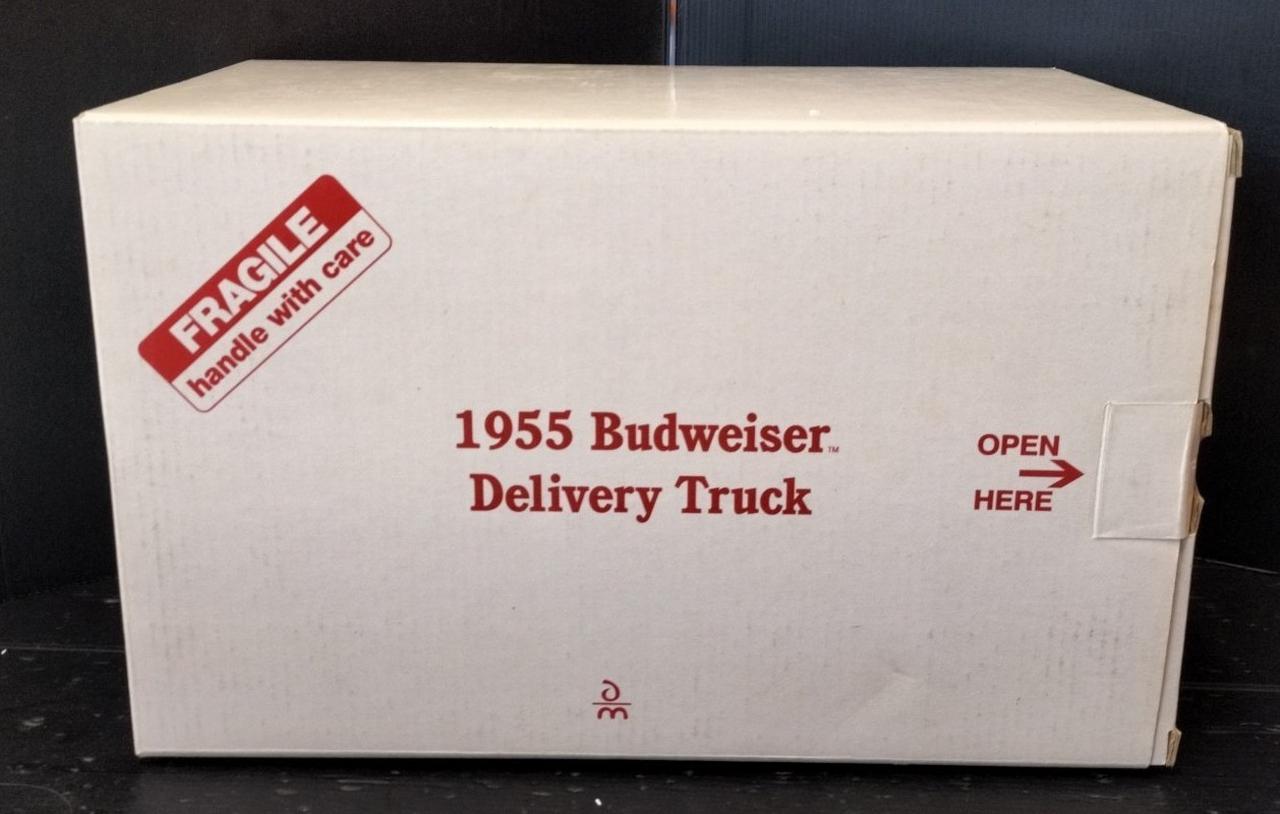 FRAGILE
handle with care
1955 Budweiser™
Delivery Truck
OPEN
HERE